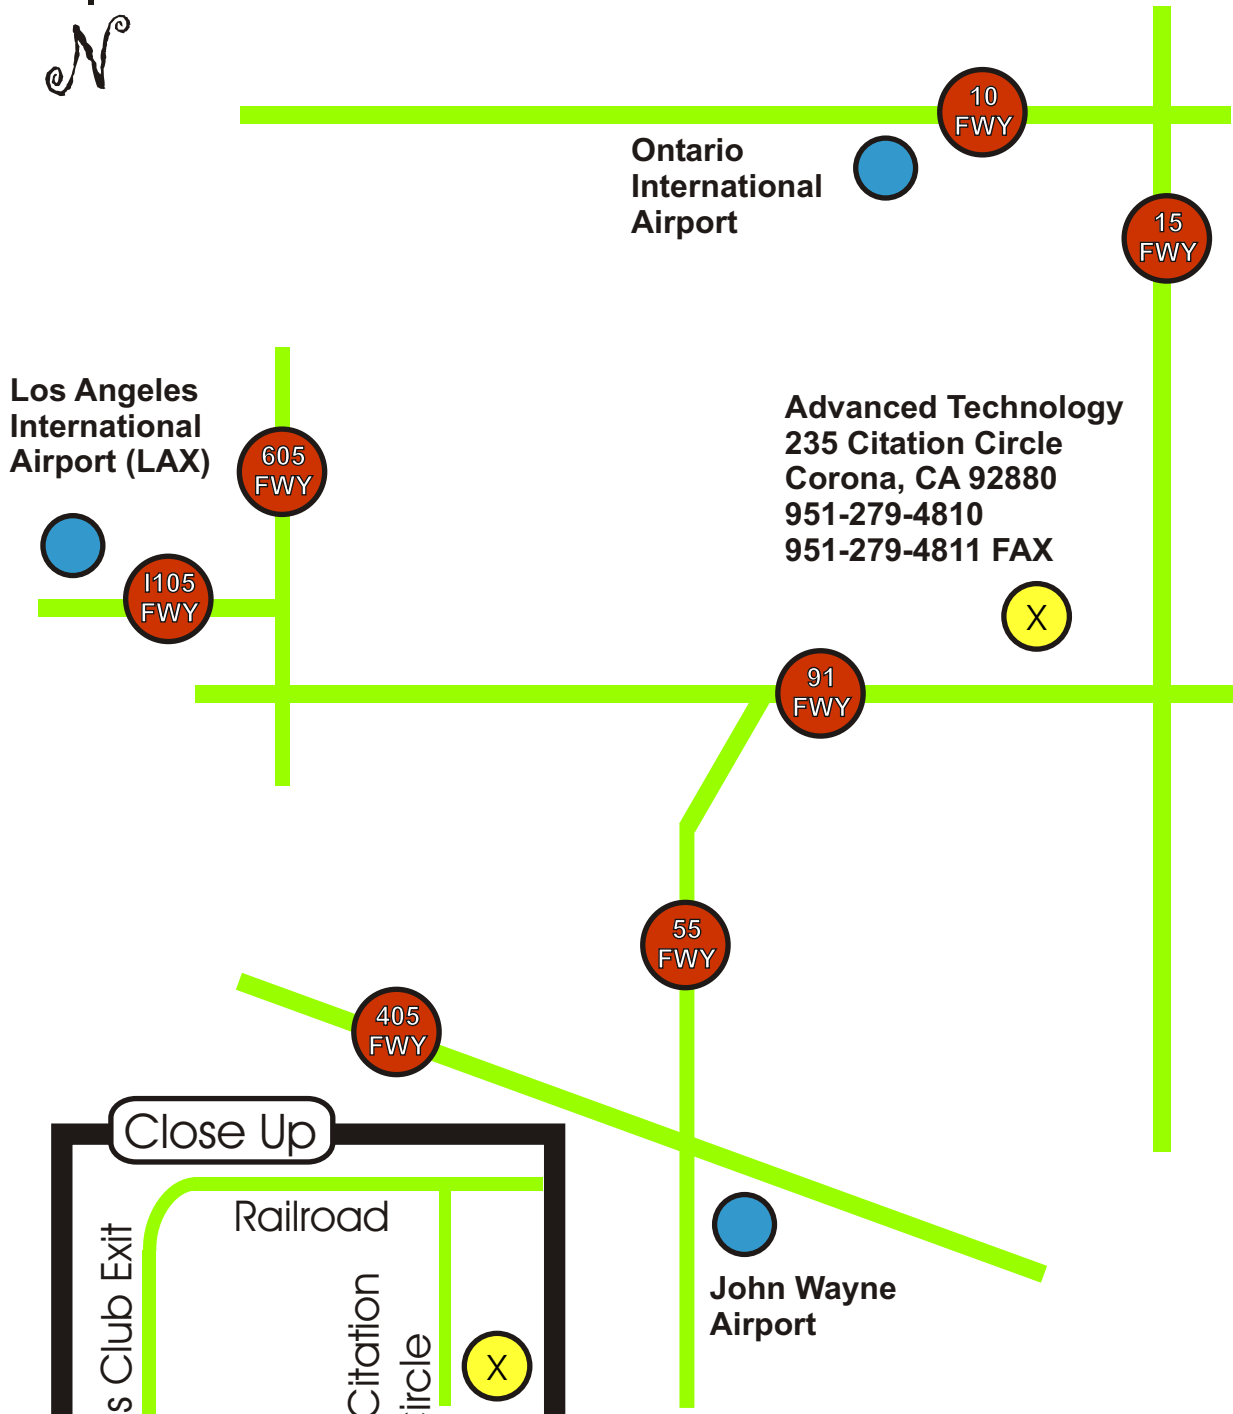 N
10
FWY
Ontario
International
Airport
15
FWY
Los Angeles
International
Airport (LAX)
605
FWY
Advanced Technology
235 Citation Circle
Corona, CA 92880
951-279-4810
951-279-4811 FAX
I105
FWY
X
91
FWY
55
FWY
405
FWY
Close Up
Railroad
s Club Exit
Citation
ircle
X
John Wayne
Airport